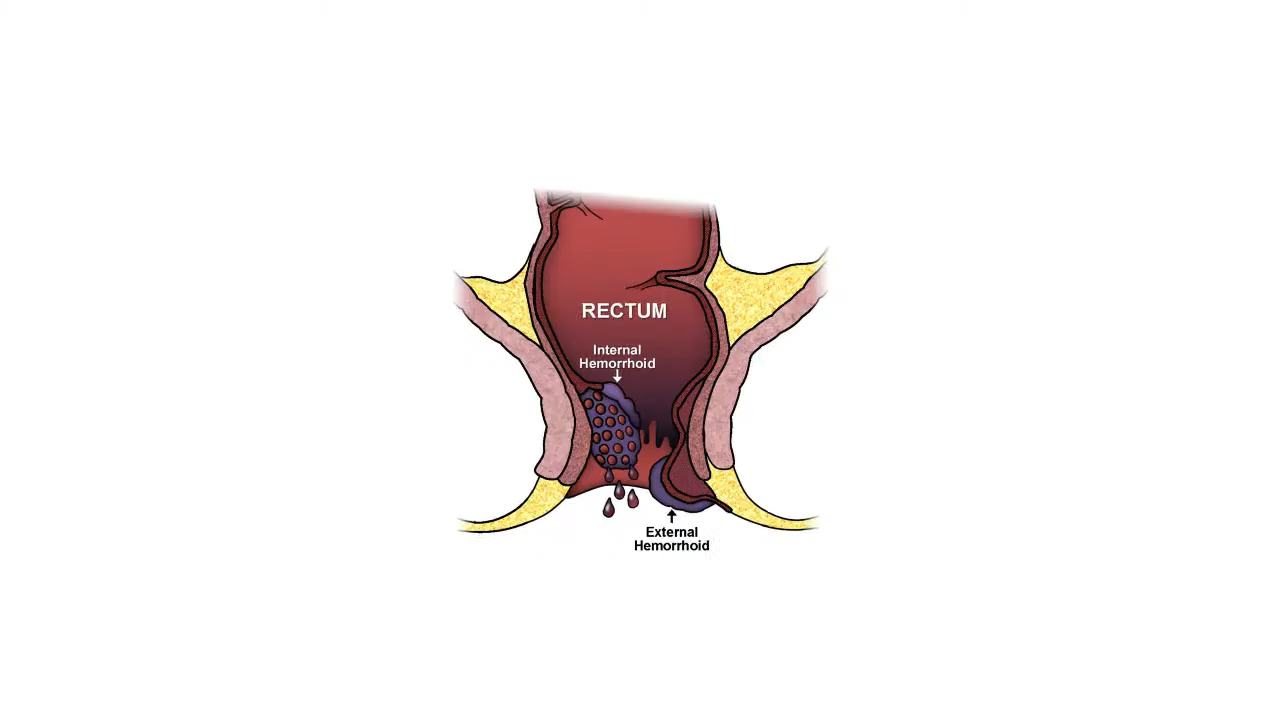 RECTUM
Internal
Hemorrhoid
External
Hemorrhoid